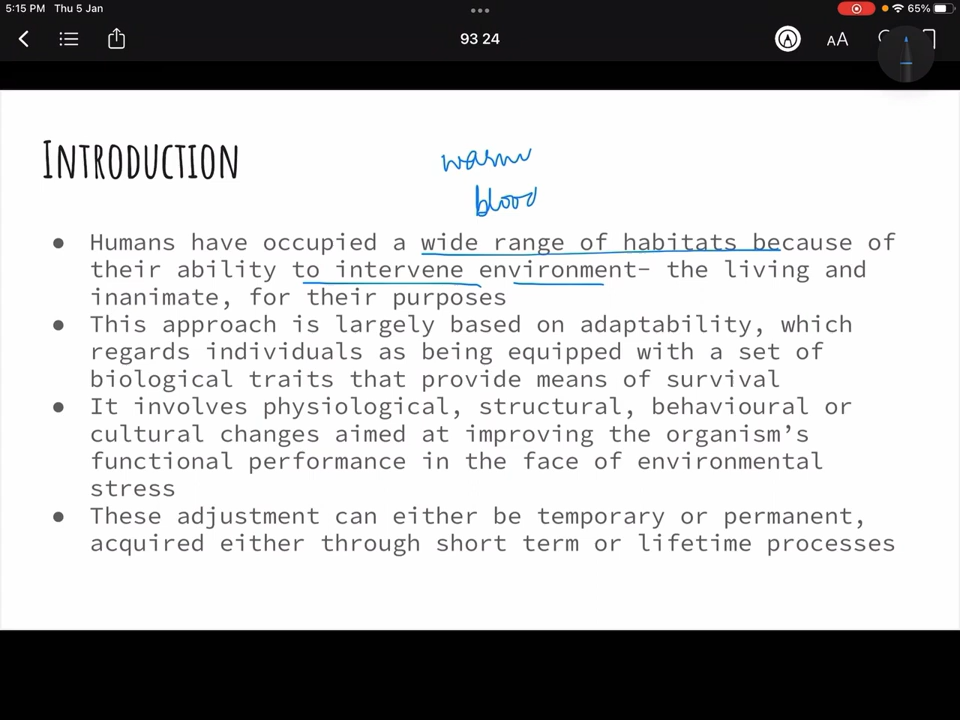 5:15 PM Thu 5 Jan
65%
93 24
AA
INTRODUCTION
warm
blood
● Humans have occupied a wide range of habitats because of
their ability to intervene environment- the living and
inanimate, for their purposes
● This approach is largely based on adaptability, which
regards individuals as being equipped with a set of
biological traits that provide means of survival
● It involves physiological, structural, behavioural or
cultural changes aimed at improving the organism's
functional performance in the face of environmental
stress
● These adjustment can either be temporary or permanent,
acquired either through short term or lifetime processes